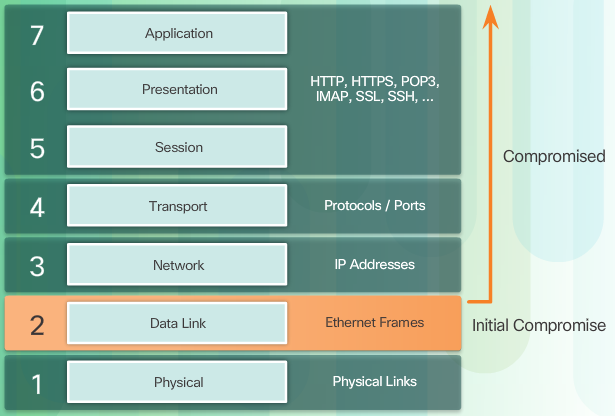 7 Application
6 Presentation HTTP, HTTPS, POP3,
IMAP, SSL, SSH, ...
5 Session
Compromised
4 Transport Protocols / Ports
3 Network IP Addresses
2 Data Link Ethernet Frames Initial Compromise
1 Physical Physical Links